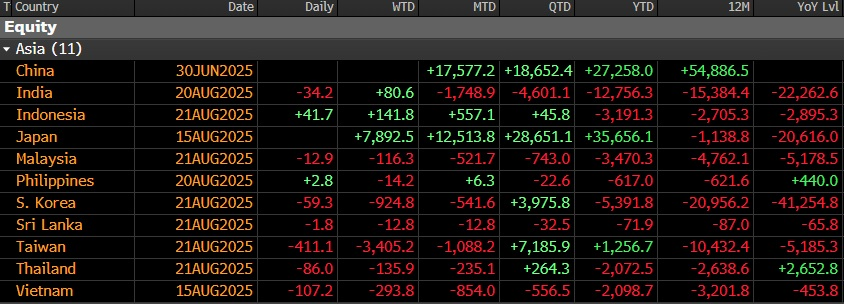 T Country Date Daily WTD MTD QTD YTD 12M YoY Lvl
Equity
Asia (11)
China 30JUN2025 +17,577.2 +18,652.4 +27,258.0 +54,886.5
India 20AUG2025 -34.2 +80.6 -1,748.9 -4,601.1 -12,756.3 -15,384.4 -22,262.6
Indonesia 21AUG2025 +41.7 +141.8 +557.1 +45.8 -3,191.3 -2,705.3 -2,895.3
Japan 15AUG2025 +7,892.5 +12,513.8 +28,651.1 +35,656.1 -1,138.8 -20,616.0
Malaysia 21AUG2025 -12.9 -116.3 -521.7 -743.0 -3,470.3 -4,762.1 -5,178.5
Philippines 20AUG2025 +2.8 -14.2 +6.3 -22.6 -617.0 -621.6 +440.0
S. Korea 21AUG2025 -59.3 -924.8 -541.6 +3,975.8 -5,391.8 -20,956.2 -41,254.8
Sri Lanka 21AUG2025 -1.8 -12.8 -12.8 -32.5 -71.9 -87.0 -65.8
Taiwan 21AUG2025 -411.1 -3,405.2 -1,088.2 +7,185.9 +1,256.7 -10,432.4 -5,185.3
Thailand 21AUG2025 -86.0 -135.9 -235.1 +264.3 -2,072.5 -2,638.6 +2,652.8
Vietnam 15AUG2025 -107.2 -293.8 -854.0 -556.5 -2,098.7 -3,201.8 -453.8